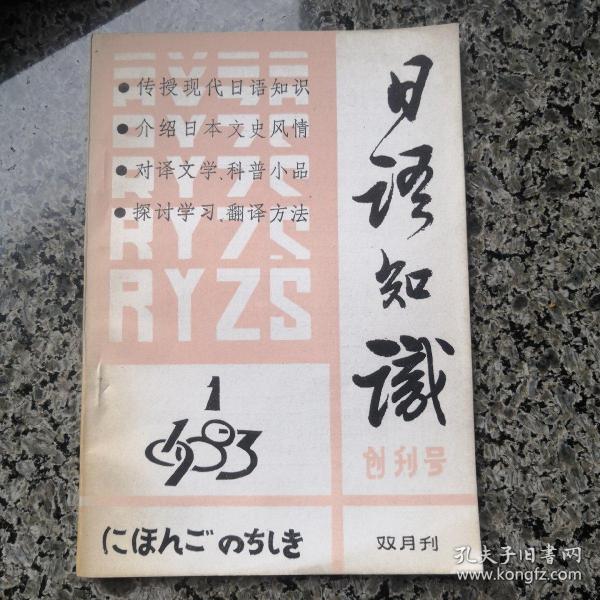 RYZS
RYZS
RYZS
RYZS
RYZS
●传授现代日语知识
●介绍日本文史风情
●对译文学、科普小品
●探讨学习、翻译方法
日语知識
创刊号
1
1983
にほんごのちしき
双月刊
孔夫子旧書网
www.kongfz.com